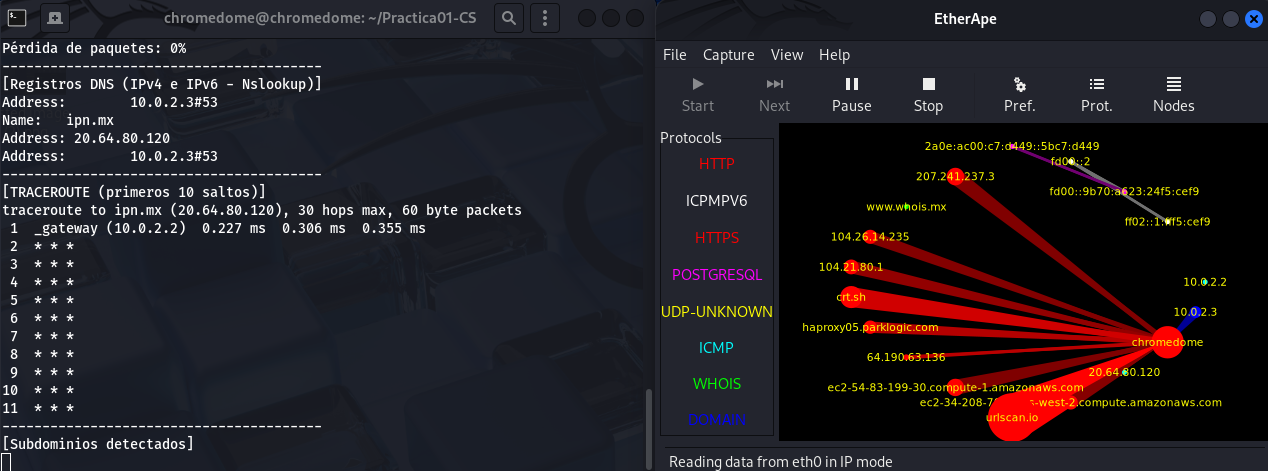 chromedome@chromedome: ~/Practica01-CS
Pérdida de paquetes: 0%
----------------------------------------
[Registros DNS (IPv4 e IPv6 - Nslookup)]
Address:        10.0.2.3#53
Name:   ipn.mx
Address: 20.64.80.120
Address:        10.0.2.3#53
----------------------------------------
[TRACEROUTE (primeros 10 saltos)]
traceroute to ipn.mx (20.64.80.120), 30 hops max, 60 byte packets
1  _gateway (10.0.2.2)  0.227 ms  0.306 ms  0.355 ms
2  * * *
3  * * *
4  * * *
5  * * *
6  * * *
7  * * *
8  * * *
9  * * *
10  * * *
11  * * *
----------------------------------------
[Subdominios detectados]
EtherApe
File Capture View Help
Start Next Pause Stop Pref. Prot. Nodes
Protocols
HTTP
ICPMPV6
HTTPS
POSTGRESQL
UDP-UNKNOWN
ICMP
WHOIS
DOMAIN
2a0e:ac00:c7:d449::5bc7:d449
fd00::2
207.241.237.3
fd00::9b70:a623:24f5:cef9
www.whois.mx
ff02::1:fff5:cef9
104.26.14.235
104.21.80.1
10.0.2.2
crt.sh
10.0.2.3
haproxy05.parklogic.com
chromedome
64.190.63.136
20.64.80.120
ec2-54-83-199-30.compute-1.amazonaws.com
ec2-34-208-7 s-west-2.compute.amazonaws.com
urlscan.io
Reading data from eth0 in IP mode